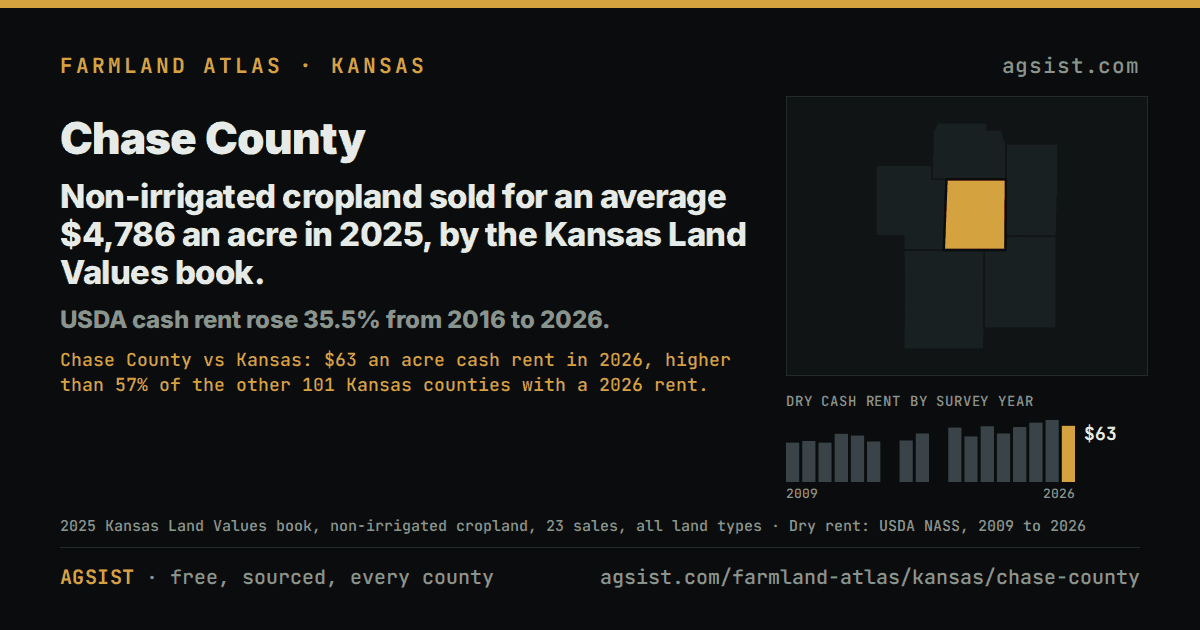 FARMLAND ATLAS · KANSAS
agsist.com
Chase County
Non-irrigated cropland sold for an average
$4,786 an acre in 2025, by the Kansas Land
Values book.
USDA cash rent rose 35.5% from 2016 to 2026.
Chase County vs Kansas: $63 an acre cash rent in 2026, higher
than 57% of the other 101 Kansas counties with a 2026 rent.
DRY CASH RENT BY SURVEY YEAR
$63
2009
2026
2025 Kansas Land Values book, non-irrigated cropland, 23 sales, all land types · Dry rent: USDA NASS, 2009 to 2026
AGSIST · free, sourced, every county
agsist.com/farmland-atlas/kansas/chase-county